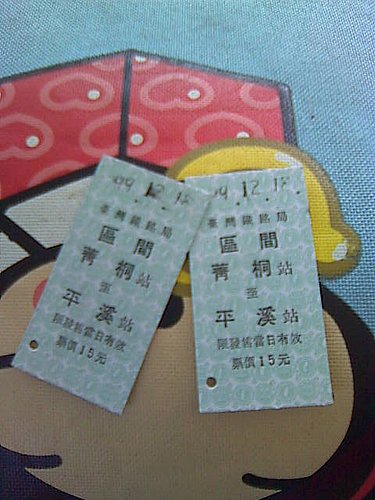 09.12.12
臺灣鐵路局
區間
菁桐站
至
平溪站
限發售當日有效
票價15元
09.12.12
臺灣鐵路局
區間
菁桐站
至
平溪站
限發售當日有效
票價15元